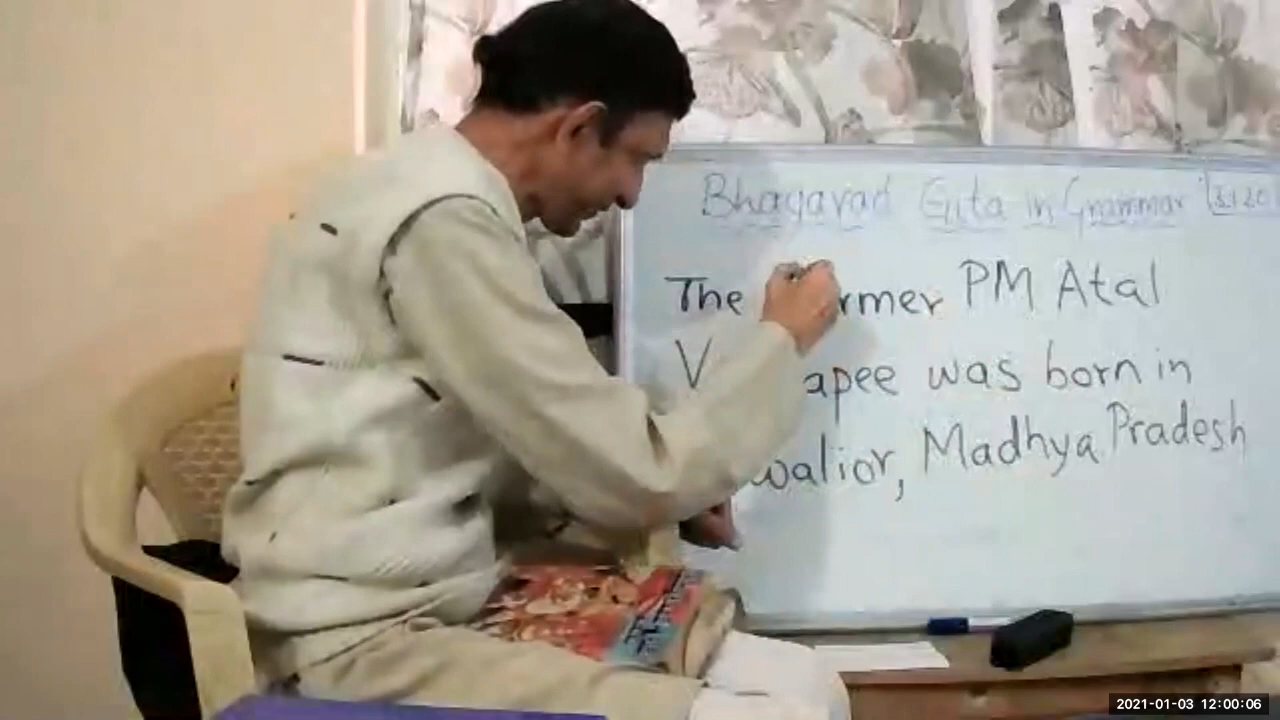 Bhagavad Gita in Grammar
The rmer PM Atal
V apee was born in
walior, Madhya Pradesh
2021-01-03 12:00:06